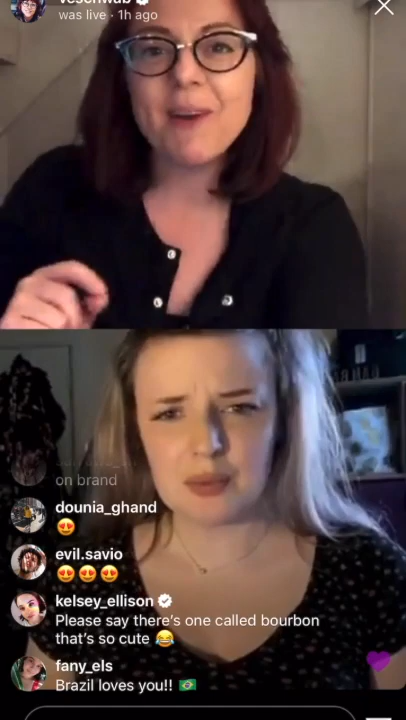 veschwab
was live · 1h ago
on brand
dounia_ghand
😍
evil.savio
😍😍😍
kelsey_ellison
Please say there's one called bourbon
that's so cute 😂
fany_els
Brazil loves you!! 🇧🇷